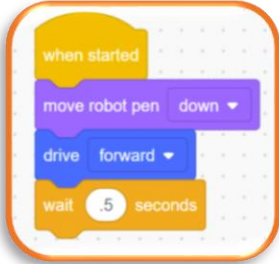 when started
move robot pen down
drive forward
wait .5 seconds